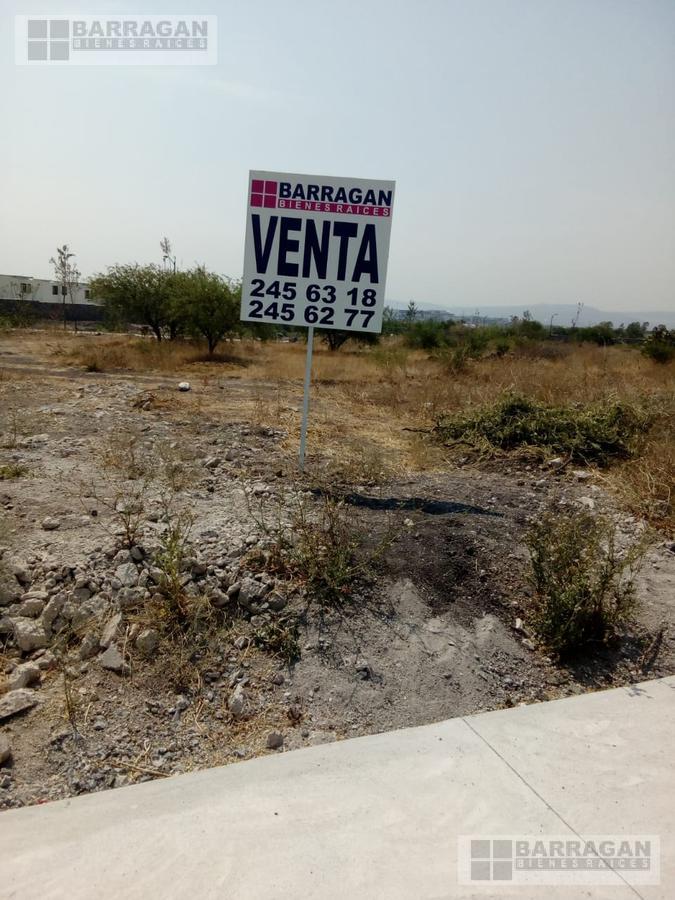 BARRAGAN
BIENES RAICES
BARRAGAN
BIENES RAICES
VENTA
245 63 18
245 62 77
BARRAGAN
BIENES RAICES